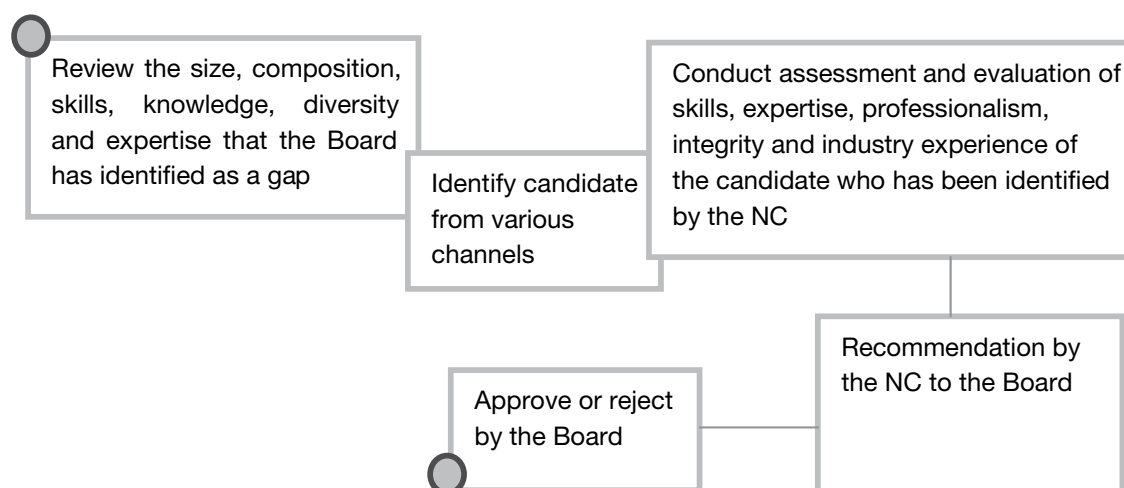 Review the size, composition,
skills, knowledge, diversity
and expertise that the Board
has identified as a gap
Identify candidate
from various
channels
Conduct assessment and evaluation of
skills, expertise, professionalism,
integrity and industry experience of
the candidate who has been identified
by the NC
Recommendation by
the NC to the Board
Approve or reject
by the Board